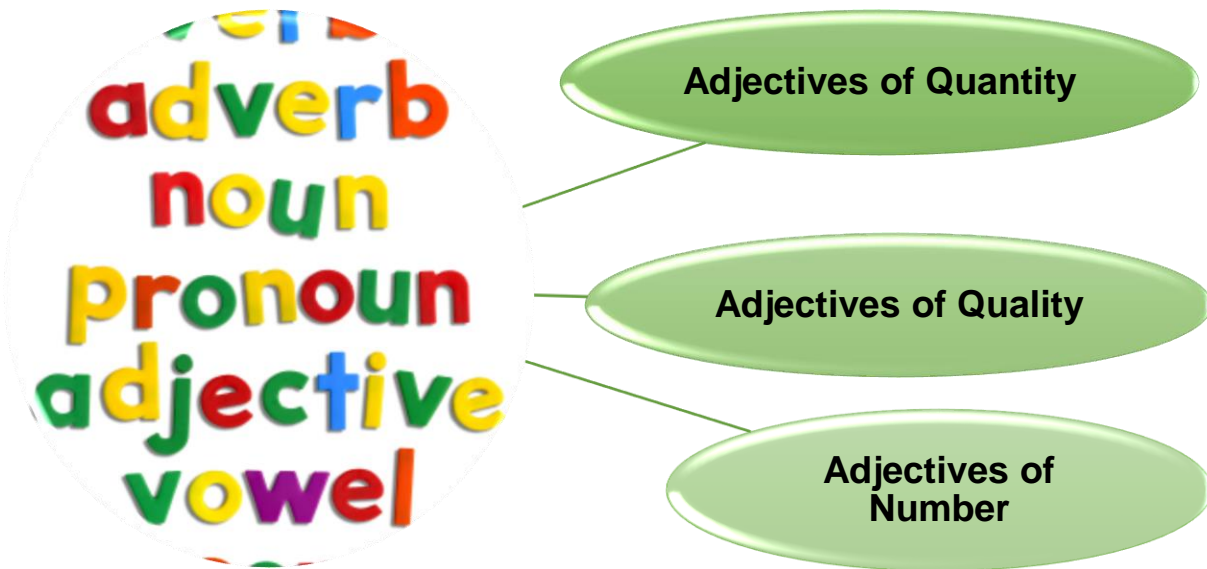 adverb
noun
pronoun
adjective
vowel
Adjectives of Quantity
Adjectives of Quality
Adjectives of
Number